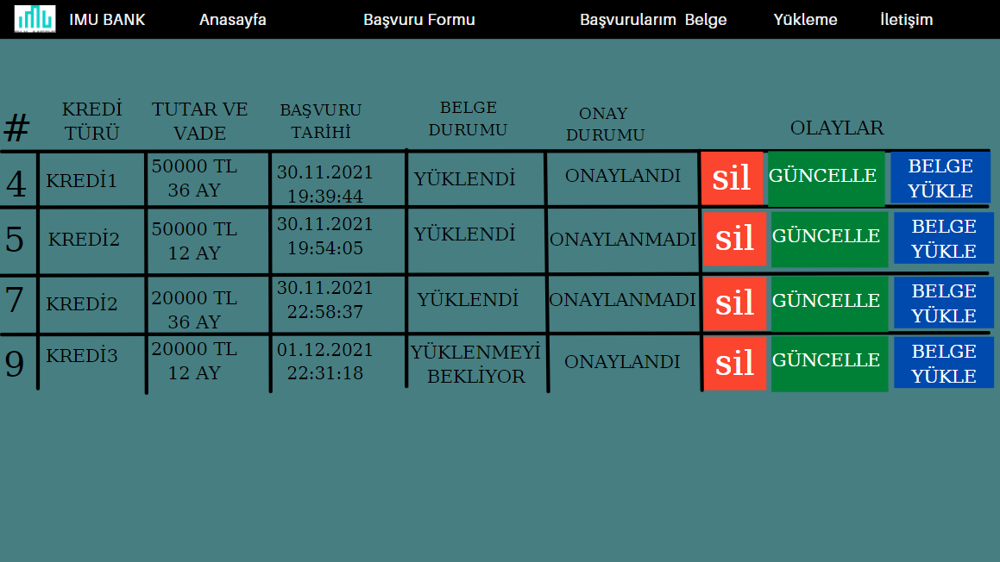 IMU BANK Anasayfa Başvuru Formu Başvurularım Belge Yükleme İletişim
# KREDİ TÜRÜ TUTAR VE VADE BAŞVURU TARİHİ BELGE DURUMU ONAY DURUMU OLAYLAR
4 KREDİ1 50000 TL 36 AY 30.11.2021 19:39:44 YÜKLENDİ ONAYLANDI sil GÜNCELLE BELGE YÜKLE
5 KREDİ2 50000 TL 12 AY 30.11.2021 19:54:05 YÜKLENDİ ONAYLANMADI sil GÜNCELLE BELGE YÜKLE
7 KREDİ2 20000 TL 36 AY 30.11.2021 22:58:37 YÜKLENDİ ONAYLANMADI sil GÜNCELLE BELGE YÜKLE
9 KREDİ3 20000 TL 12 AY 01.12.2021 22:31:18 YÜKLENMEYİ BEKLİYOR ONAYLANDI sil GÜNCELLE BELGE YÜKLE